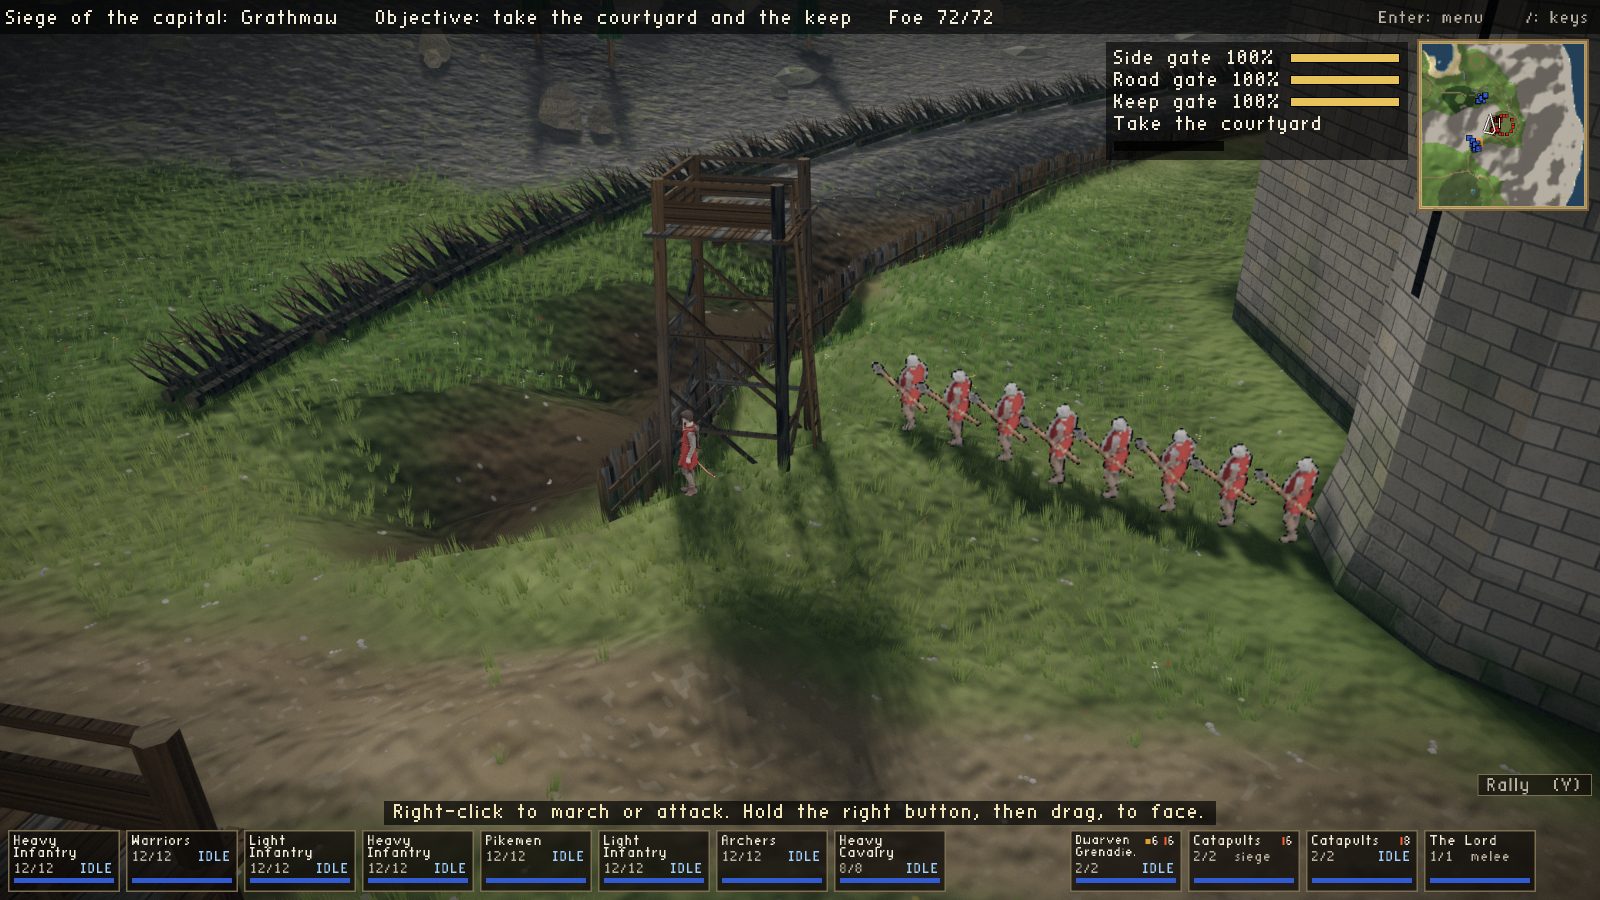 Siege of the capital: Grathmaw Objective: take the courtyard and the keep Foe 72/72 Enter: menu /: keys
Side gate 100%
Road gate 100%
Keep gate 100%
Take the courtyard
Rally (Y)
Right-click to march or attack. Hold the right button, then drag, to face.
Heavy Infantry
12/12 IDLE
Warriors
12/12 IDLE
Light Infantry
12/12 IDLE
Heavy Infantry
12/12 IDLE
Pikemen
12/12 IDLE
Light Infantry
12/12 IDLE
Archers
12/12 IDLE
Heavy Cavalry
8/8 IDLE
Dwarven 6 16
Grenadie.
2/2 IDLE
Catapults 16
2/2 siege
Catapults 18
2/2 IDLE
The Lord
1/1 melee